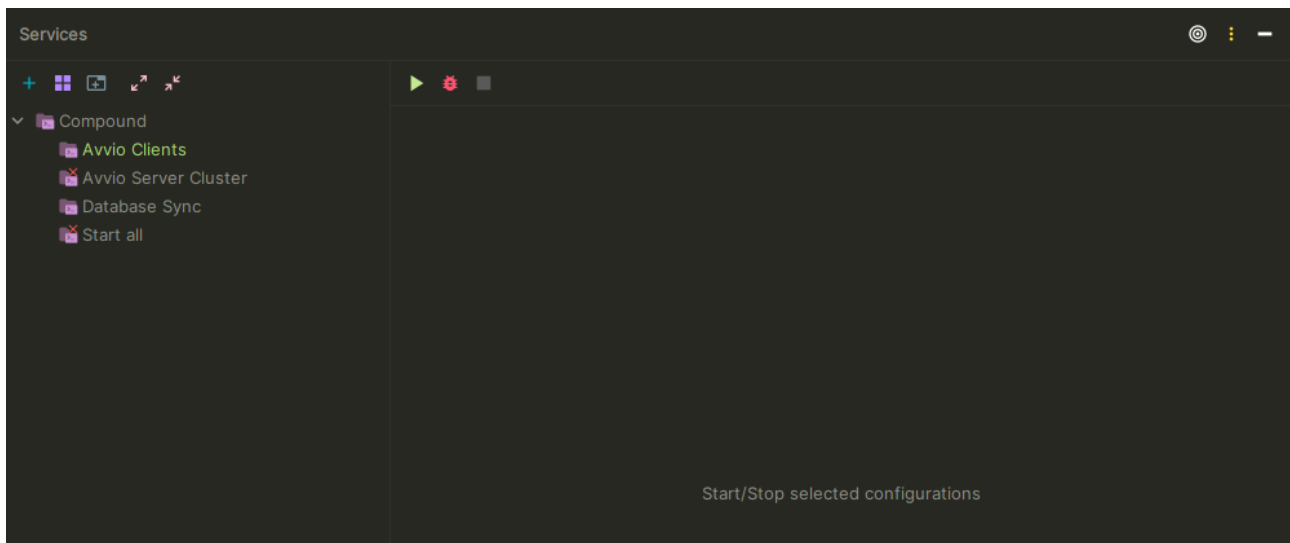 Services
Compound
Avvio Clients
Avvio Server Cluster
Database Sync
Start all
Start/Stop selected configurations